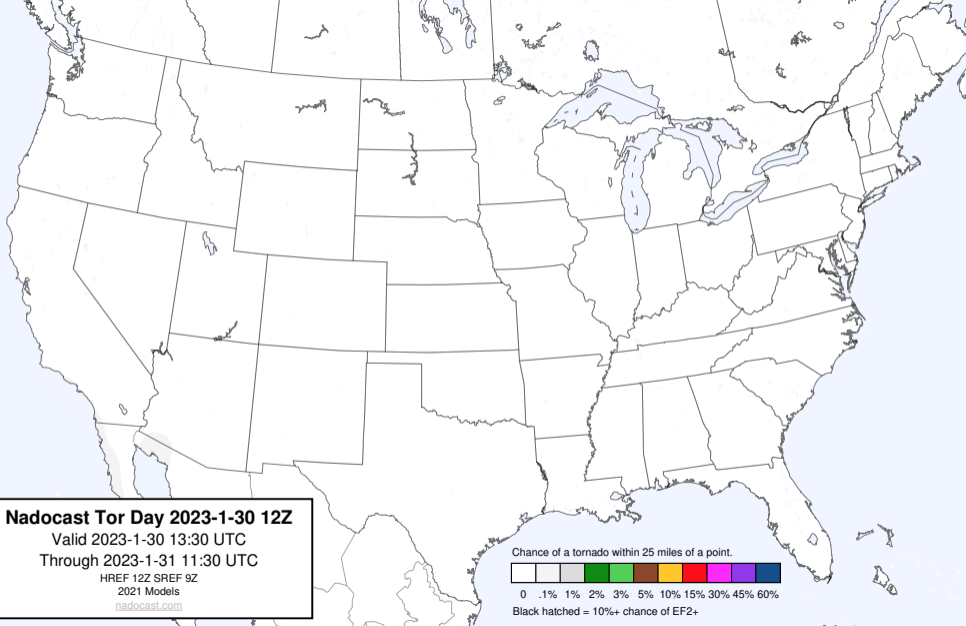 Nadocast Tor Day 2023-1-30 12Z
Valid 2023-1-30 13:30 UTC
Through 2023-1-31 11:30 UTC
HREF 12Z SREF 9Z
2021 Models
nadocast.com
Chance of a tornado within 25 miles of a point.
0 .1% 1% 2% 3% 5% 10% 15% 30% 45% 60%
Black hatched = 10%+ chance of EF2+